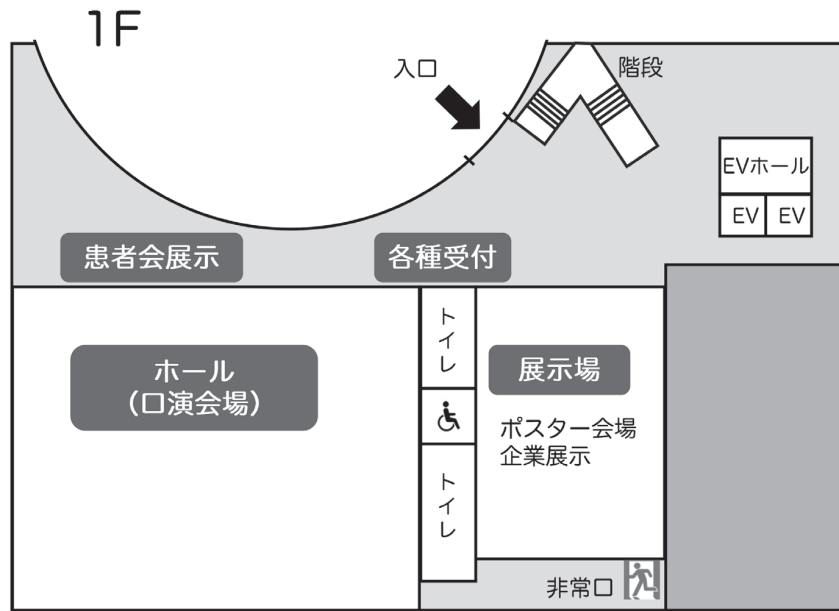 1F
入口
階段
EVホール
EV EV
患者会展示
各種受付
ホール
（口演会場）
トイレ
展示場
ポスター会場
企業展示
トイレ
非常口